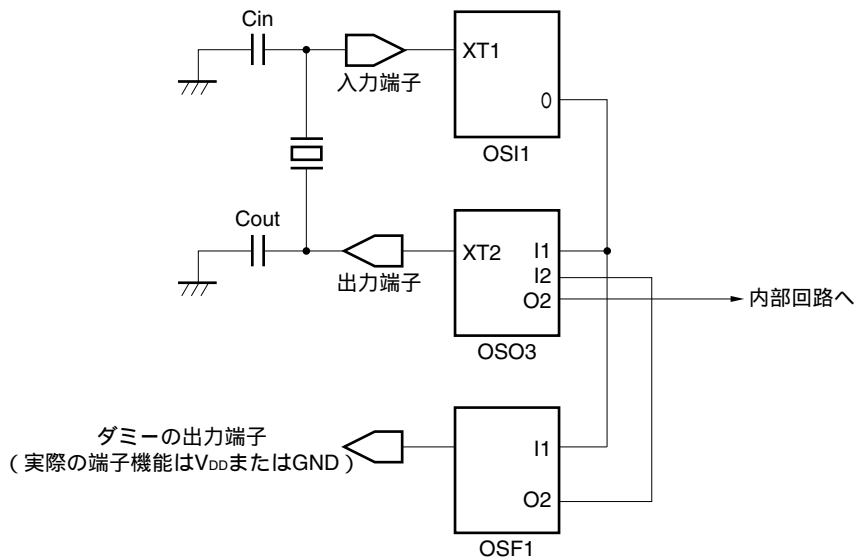 Cin
XT1
入力端子
0
OSI1
Cout
XT2
I1
I2
O2
出力端子
内部回路へ
OSO3
ダミーの出力端子
(実際の端子機能はVDDまたはGND)
I1
O2
OSF1